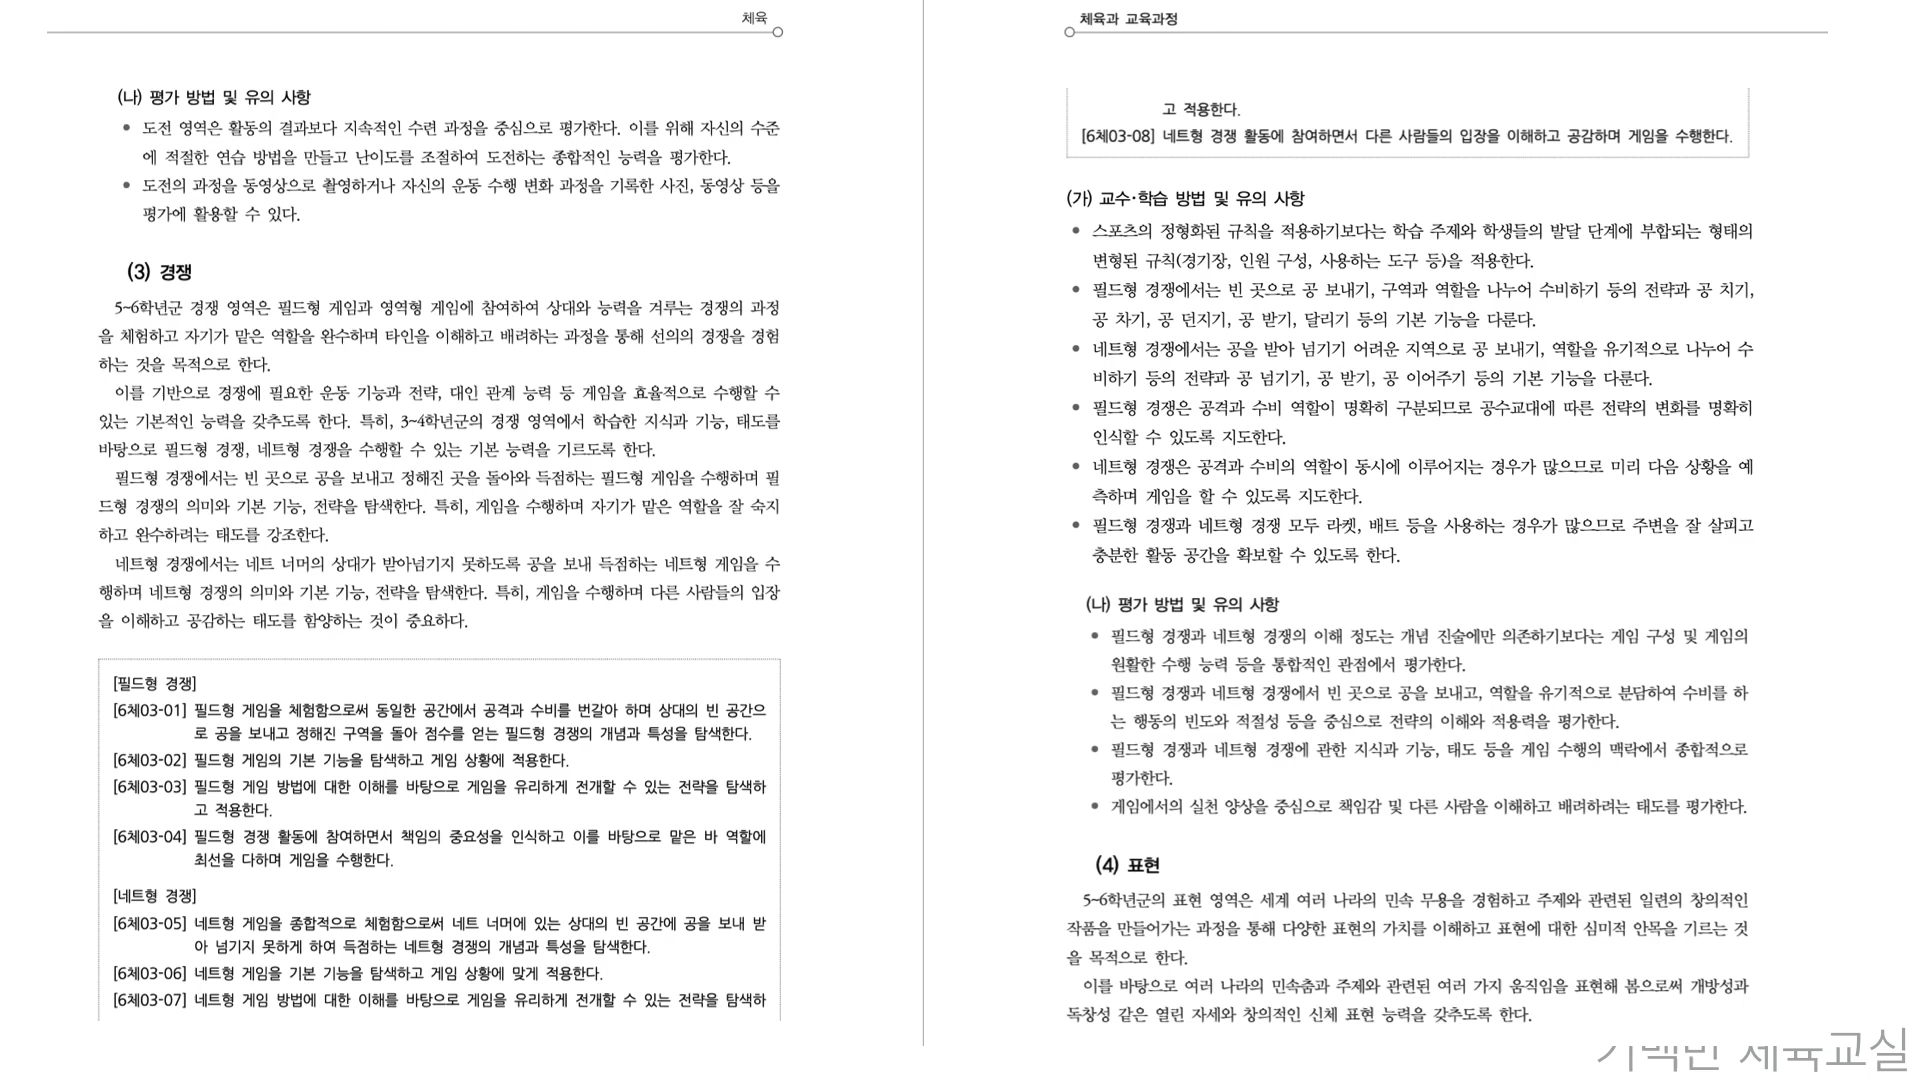 체육
(나) 평가 방법 및 유의 사항
• 도전 영역은 활동의 결과보다 지속적인 수련 과정을 중심으로 평가한다. 이를 위해 자신의 수준
에 적절한 연습 방법을 만들고 난이도를 조절하여 도전하는 종합적인 능력을 평가한다.
• 도전의 과정을 동영상으로 촬영하거나 자신의 운동 수행 변화 과정을 기록한 사진, 동영상 등을
평가에 활용할 수 있다.
(3) 경쟁
5~6학년군 경쟁 영역은 필드형 게임과 영역형 게임에 참여하여 상대와 능력을 겨루는 경쟁의 과정
을 체험하고 자기가 맡은 역할을 완수하며 타인을 이해하고 배려하는 과정을 통해 선의의 경쟁을 경험
하는 것을 목적으로 한다.
이를 기반으로 경쟁에 필요한 운동 기능과 전략, 대인 관계 능력 등 게임을 효율적으로 수행할 수
있는 기본적인 능력을 갖추도록 한다. 특히, 3~4학년군의 경쟁 영역에서 학습한 지식과 기능, 태도를
바탕으로 필드형 경쟁, 네트형 경쟁을 수행할 수 있는 기본 능력을 기르도록 한다.
필드형 경쟁에서는 빈 곳으로 공을 보내고 정해진 곳을 돌아와 득점하는 필드형 게임을 수행하며 필
드형 경쟁의 의미와 기본 기능, 전략을 탐색한다. 특히, 게임을 수행하며 자기가 맡은 역할을 잘 숙지
하고 완수하려는 태도를 강조한다.
네트형 경쟁에서는 네트 너머의 상대가 받아넘기지 못하도록 공을 보내 득점하는 네트형 게임을 수
행하며 네트형 경쟁의 의미와 기본 기능, 전략을 탐색한다. 특히, 게임을 수행하며 다른 사람들의 입장
을 이해하고 공감하는 태도를 함양하는 것이 중요하다.
[필드형 경쟁]
[6체03-01] 필드형 게임을 체험함으로써 동일한 공간에서 공격과 수비를 번갈아 하며 상대의 빈 공간으
로 공을 보내고 정해진 구역을 돌아 점수를 얻는 필드형 경쟁의 개념과 특성을 탐색한다.
[6체03-02] 필드형 게임의 기본 기능을 탐색하고 게임 상황에 적용한다.
[6체03-03] 필드형 게임 방법에 대한 이해를 바탕으로 게임을 유리하게 전개할 수 있는 전략을 탐색하
고 적용한다.
[6체03-04] 필드형 경쟁 활동에 참여하면서 책임의 중요성을 인식하고 이를 바탕으로 맡은 바 역할에
최선을 다하며 게임을 수행한다.
[네트형 경쟁]
[6체03-05] 네트형 게임을 종합적으로 체험함으로써 네트 너머에 있는 상대의 빈 공간에 공을 보내 받
아 넘기지 못하게 하여 득점하는 네트형 경쟁의 개념과 특성을 탐색한다.
[6체03-06] 네트형 게임을 기본 기능을 탐색하고 게임 상황에 맞게 적용한다.
[6체03-07] 네트형 게임 방법에 대한 이해를 바탕으로 게임을 유리하게 전개할 수 있는 전략을 탐색하
체육과 교육과정
고 적용한다.
[6체03-08] 네트형 경쟁 활동에 참여하면서 다른 사람들의 입장을 이해하고 공감하며 게임을 수행한다.
(가) 교수·학습 방법 및 유의 사항
• 스포츠의 정형화된 규칙을 적용하기보다는 학습 주제와 학생들의 발달 단계에 부합되는 형태의
변형된 규칙(경기장, 인원 구성, 사용하는 도구 등)을 적용한다.
• 필드형 경쟁에서는 빈 곳으로 공 보내기, 구역과 역할을 나누어 수비하기 등의 전략과 공 치기,
공 차기, 공 던지기, 공 받기, 달리기 등의 기본 기능을 다룬다.
• 네트형 경쟁에서는 공을 받아 넘기기 어려운 지역으로 공 보내기, 역할을 유기적으로 나누어 수
비하기 등의 전략과 공 넘기기, 공 받기, 공 이어주기 등의 기본 기능을 다룬다.
• 필드형 경쟁은 공격과 수비 역할이 명확히 구분되므로 공수교대에 따른 전략의 변화를 명확히
인식할 수 있도록 지도한다.
• 네트형 경쟁은 공격과 수비의 역할이 동시에 이루어지는 경우가 많으므로 미리 다음 상황을 예
측하며 게임을 할 수 있도록 지도한다.
• 필드형 경쟁과 네트형 경쟁 모두 라켓, 배트 등을 사용하는 경우가 많으므로 주변을 잘 살피고
충분한 활동 공간을 확보할 수 있도록 한다.
(나) 평가 방법 및 유의 사항
• 필드형 경쟁과 네트형 경쟁의 이해 정도는 개념 진술에만 의존하기보다는 게임 구성 및 게임의
원활한 수행 능력 등을 통합적인 관점에서 평가한다.
• 필드형 경쟁과 네트형 경쟁에서 빈 곳으로 공을 보내고, 역할을 유기적으로 분담하여 수비를 하
는 행동의 빈도와 적절성 등을 중심으로 전략의 이해와 적용력을 평가한다.
• 필드형 경쟁과 네트형 경쟁에 관한 지식과 기능, 태도 등을 게임 수행의 맥락에서 종합적으로
평가한다.
• 게임에서의 실천 양상을 중심으로 책임감 및 다른 사람을 이해하고 배려하려는 태도를 평가한다.
(4) 표현
5~6학년군의 표현 영역은 세계 여러 나라의 민속 무용을 경험하고 주제와 관련된 일련의 창의적인
작품을 만들어가는 과정을 통해 다양한 표현의 가치를 이해하고 표현에 대한 심미적 안목을 기르는 것
을 목적으로 한다.
이를 바탕으로 여러 나라의 민속춤과 주제와 관련된 여러 가지 움직임을 표현해 봄으로써 개방성과
독창성 같은 열린 자세와 창의적인 신체 표현 능력을 갖추도록 한다.
체육교실